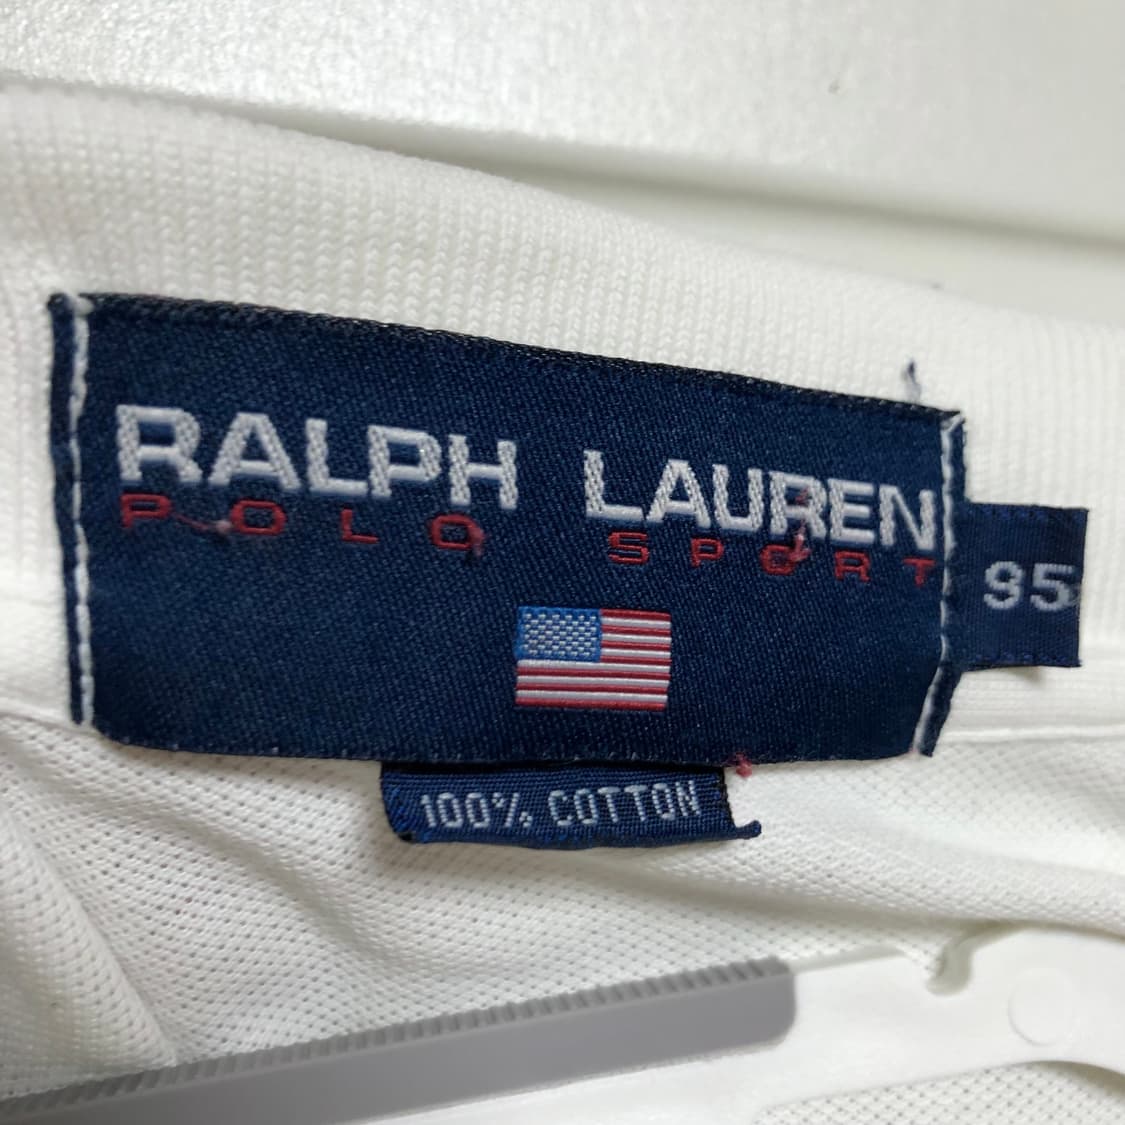 RALPH LAUREN
POLO SPORT
95
100% COTTON